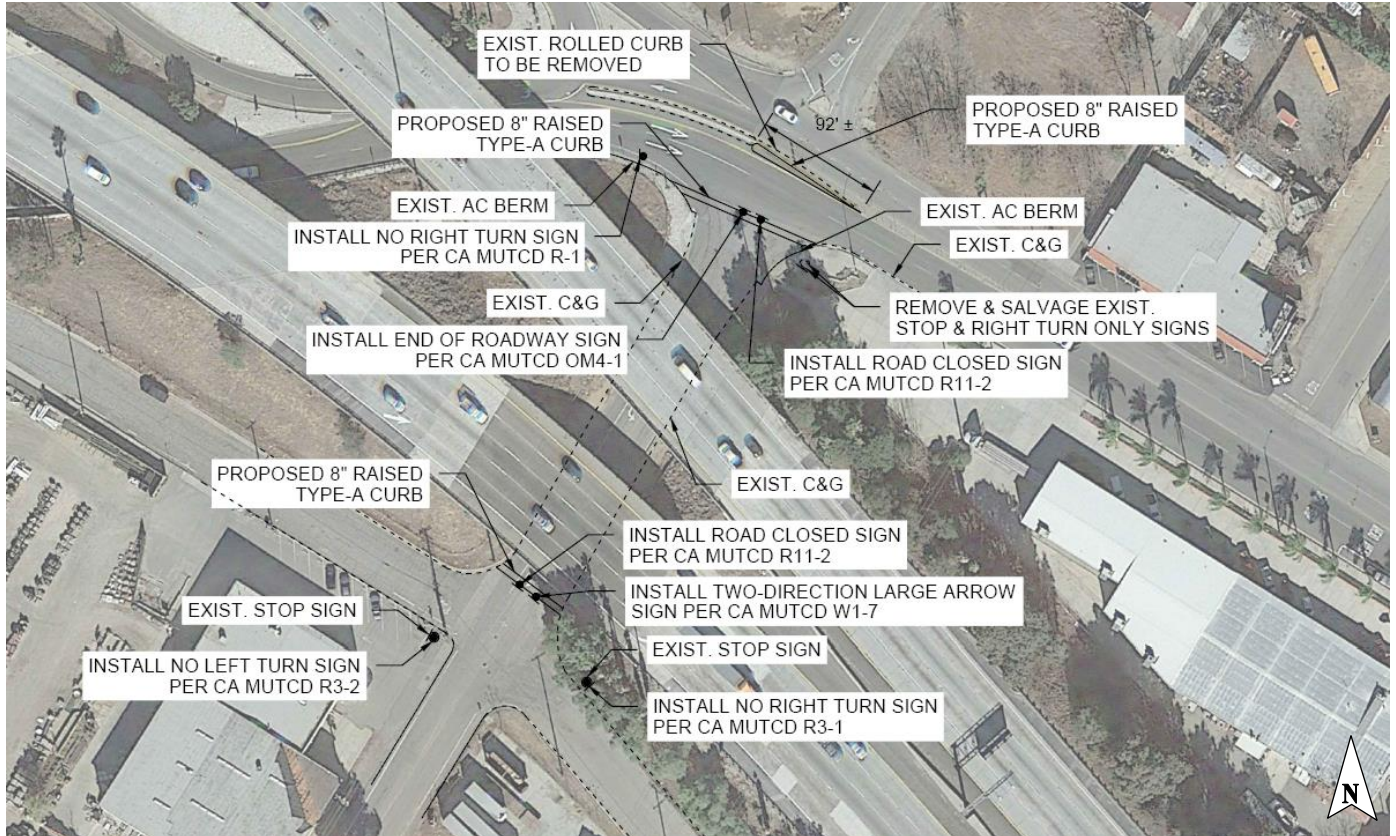 EXIST. ROLLED CURB
TO BE REMOVED
PROPOSED 8" RAISED
TYPE-A CURB
92' ±
PROPOSED 8" RAISED
TYPE-A CURB
EXIST. AC BERM
EXIST. AC BERM
INSTALL NO RIGHT TURN SIGN
PER CA MUTCD R-1
EXIST. C&G
EXIST. C&G
REMOVE & SALVAGE EXIST.
STOP & RIGHT TURN ONLY SIGNS
INSTALL END OF ROADWAY SIGN
PER CA MUTCD OM4-1
INSTALL ROAD CLOSED SIGN
PER CA MUTCD R11-2
PROPOSED 8" RAISED
TYPE-A CURB
EXIST. C&G
INSTALL ROAD CLOSED SIGN
PER CA MUTCD R11-2
INSTALL TWO-DIRECTION LARGE ARROW
SIGN PER CA MUTCD W1-7
EXIST. STOP SIGN
EXIST. STOP SIGN
INSTALL NO LEFT TURN SIGN
PER CA MUTCD R3-2
INSTALL NO RIGHT TURN SIGN
PER CA MUTCD R3-1
N